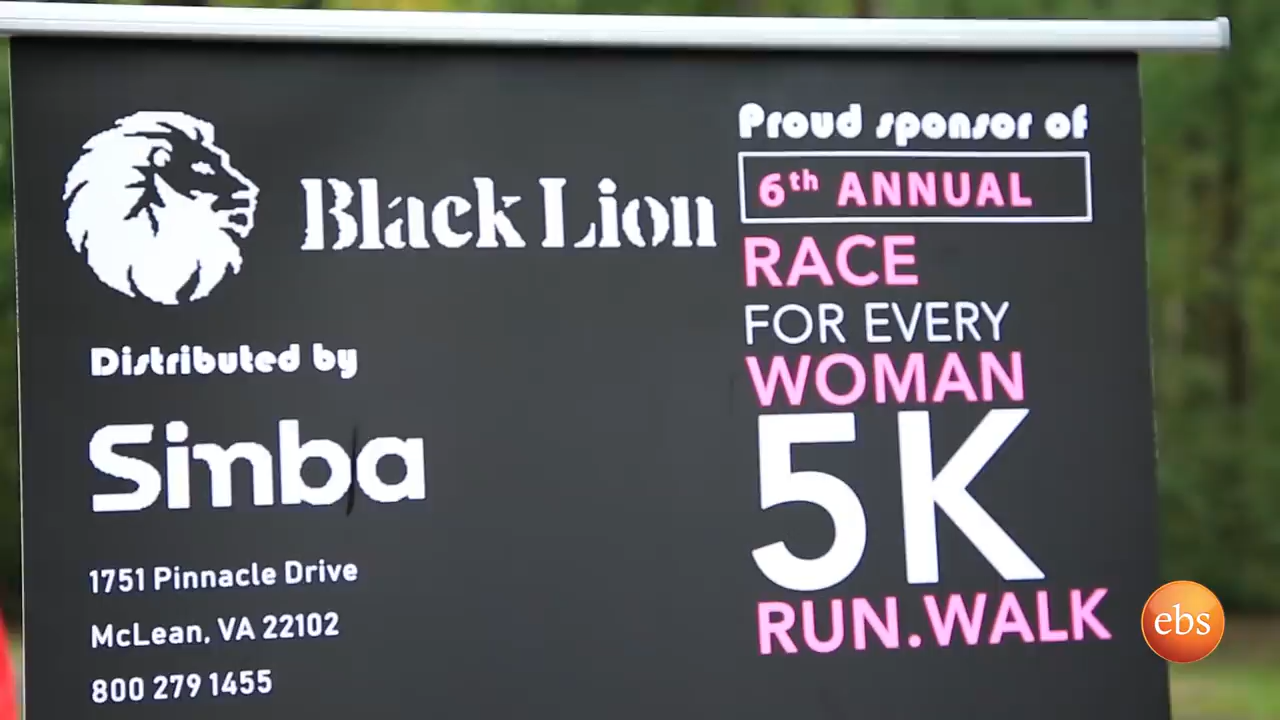 Black Lion
Distributed by
Simba
1751 Pinnacle Drive
McLean, VA 22102
800 279 1455
Proud sponsor of
6th ANNUAL
RACE
FOR EVERY
WOMAN
5K
RUN.WALK
ebs